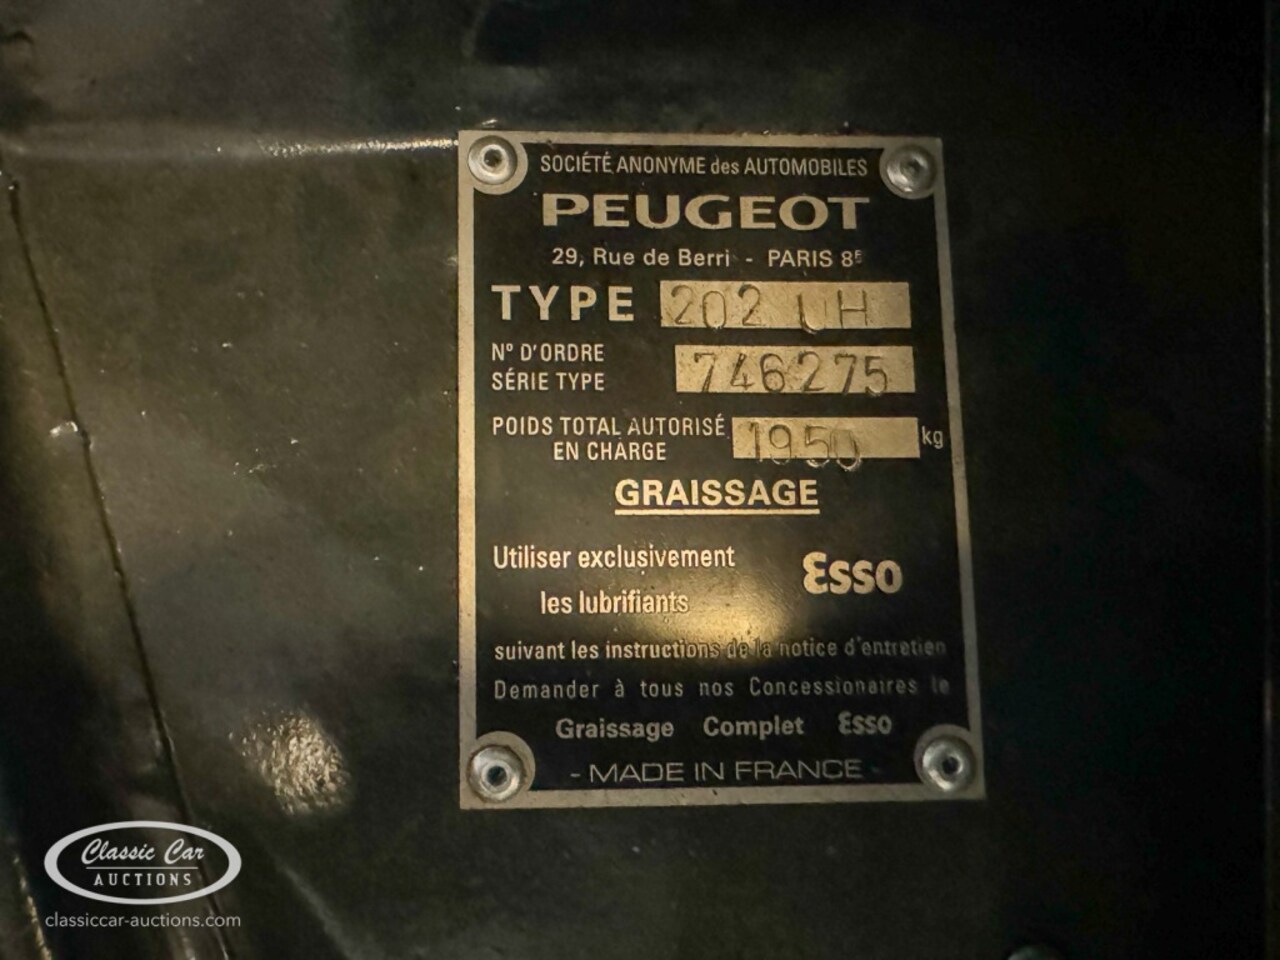 SOCIÉTÉ ANONYME des AUTOMOBILES
PEUGEOT
29, Rue de Berri - PARIS 8E
TYPE 202 UH
N° D'ORDRE
SÉRIE TYPE 746275
POIDS TOTAL AUTORISÉ
EN CHARGE 1950 kg
GRAISSAGE
Utiliser exclusivement
les lubrifiants Esso
suivant les instructions de la notice d'entretien
Demander à tous nos Concessionaires le
Graissage Complet Esso
- MADE IN FRANCE -
Classic Car
AUCTIONS
classiccar-auctions.com